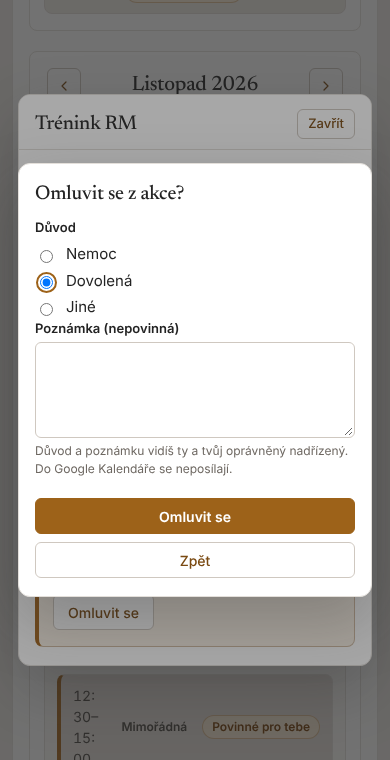 Listopad 2026
Trénink RM
Zavřít
Omluvit se z akce?
Důvod
Nemoc
Dovolená
Jiné
Poznámka (nepovinná)
Důvod a poznámku vidíš ty a tvůj oprávněný nadřízený.
Do Google Kalendáře se neposílají.
Omluvit se
Zpět
Omluvit se
12:
30–
15:
00
Mimořádná
Povinné pro tebe